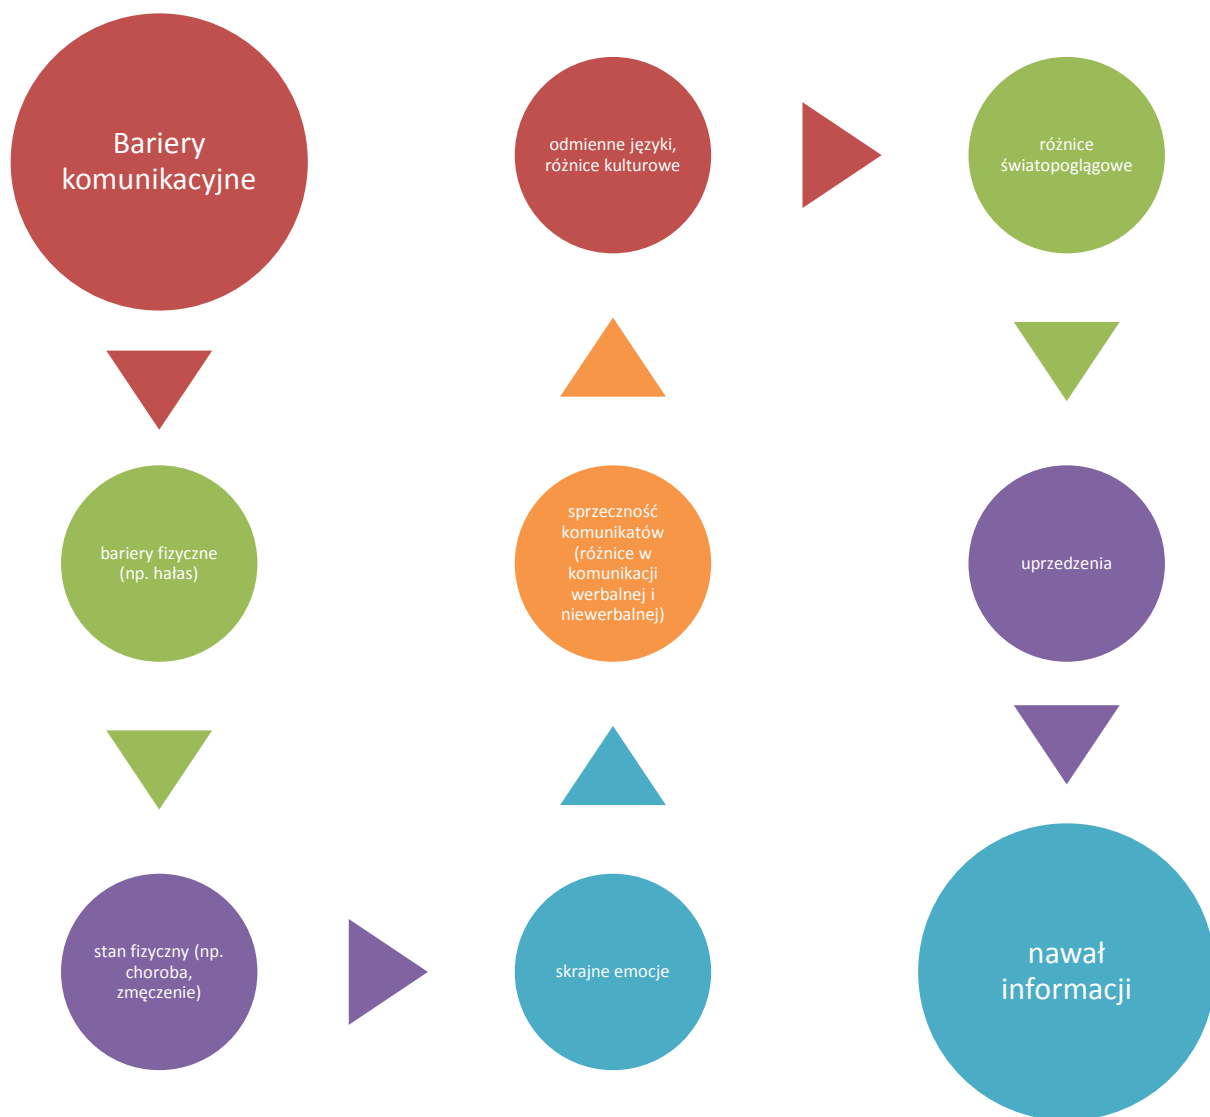 Bariery
komunikacyjne
bariery fizyczne
(np. hałas)
stan fizyczny (np.
choroba,
zmęczenie)
skrajne emocje
sprzeczność
komunikatów
(różnice w
komunikacji
werbalnej i
niewerbalnej)
odmienne języki,
różnice kulturowe
różnice
światopoglągowe
uprzedzenia
nawał
informacji